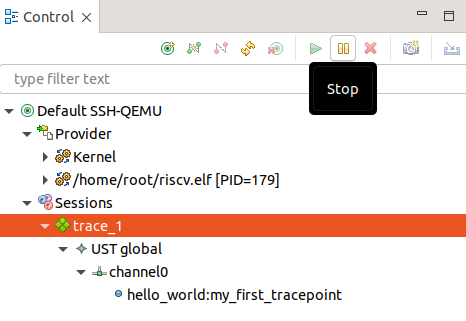 Control
type filter text
Stop
Default SSH-QEMU
Provider
Kernel
/home/root/riscv.elf [PID=179]
Sessions
trace_1
UST global
channel0
hello_world:my_first_tracepoint